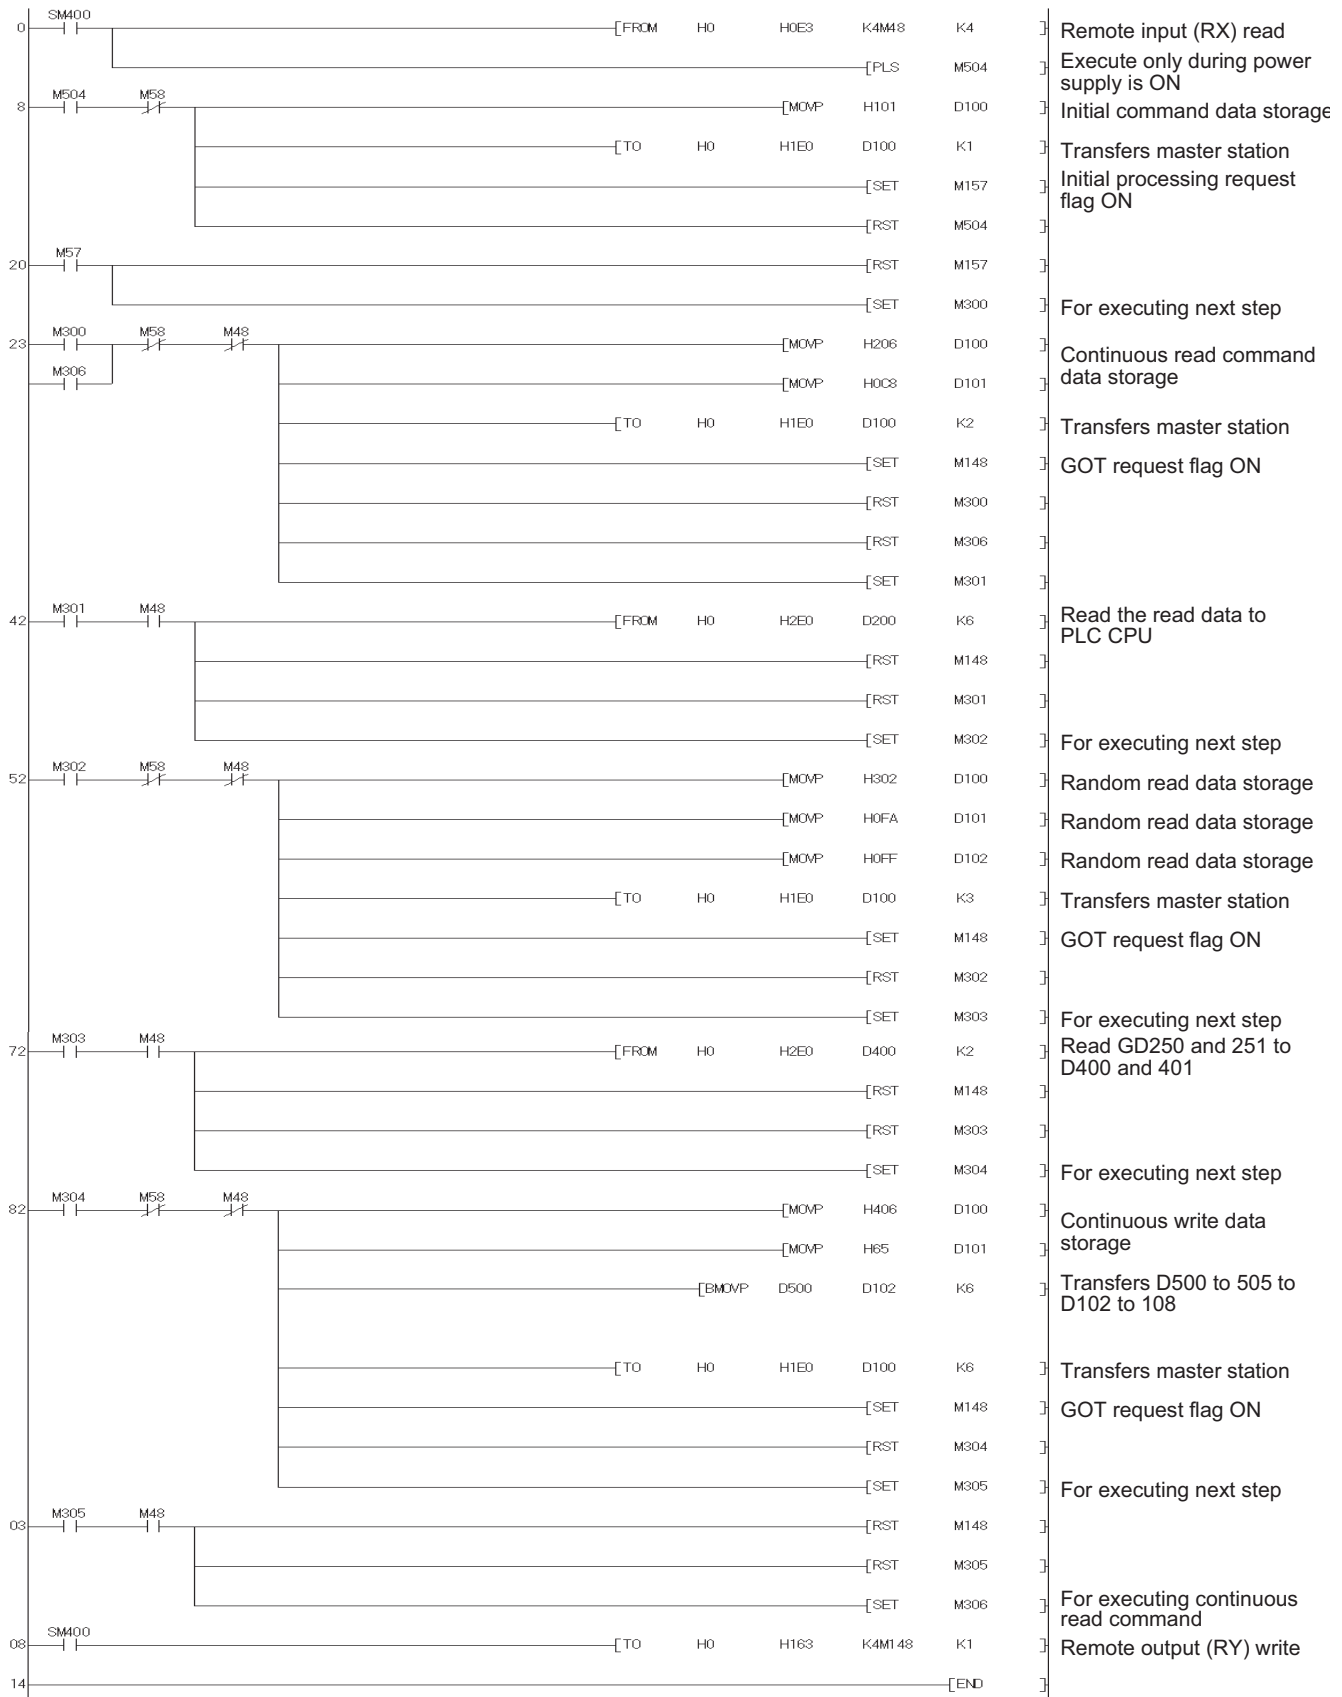 SM400
0 [FROM H0 H0E3 K4M48 K4 ] Remote input (RX) read
[PLS M504 ] Execute only during power
supply is ON
M504 M58
8 [MOVP H101 D100 ] Initial command data storage
[TO H0 H1E0 D100 K1 ] Transfers master station
[SET M157 ] Initial processing request
flag ON
[RST M504 ]
M57
20 [RST M157 ]
[SET M300 ] For executing next step
M300 M58 M48
23 [MOVP H206 D100 ] Continuous read command
M306
[MOVP H0C8 D101 ] data storage
[TO H0 H1E0 D100 K2 ] Transfers master station
[SET M148 ] GOT request flag ON
[RST M300 ]
[RST M306 ]
[SET M301 ]
M301 M48
42 [FROM H0 H2E0 D200 K6 ] Read the read data to
PLC CPU
[RST M148 ]
[RST M301 ]
[SET M302 ] For executing next step
M302 M58 M48
52 [MOVP H302 D100 ] Random read data storage
[MOVP H0FA D101 ] Random read data storage
[MOVP H0FF D102 ] Random read data storage
[TO H0 H1E0 D100 K3 ] Transfers master station
[SET M148 ] GOT request flag ON
[RST M302 ]
[SET M303 ] For executing next step
M303 M48
72 [FROM H0 H2E0 D400 K2 ] Read GD250 and 251 to
D400 and 401
[RST M148 ]
[RST M303 ]
[SET M304 ] For executing next step
M304 M58 M48
82 [MOVP H406 D100 ] Continuous write data
[MOVP H65 D101 ] storage
[BMOVP D500 D102 K6 ] Transfers D500 to 505 to
D102 to 108
[TO H0 H1E0 D100 K6 ] Transfers master station
[SET M148 ] GOT request flag ON
[RST M304 ]
[SET M305 ] For executing next step
M305 M48
03 [RST M148 ]
[RST M305 ]
[SET M306 ] For executing continuous
read command
SM400
08 [TO H0 H163 K4M148 K1 ] Remote output (RY) write
14 [END ]